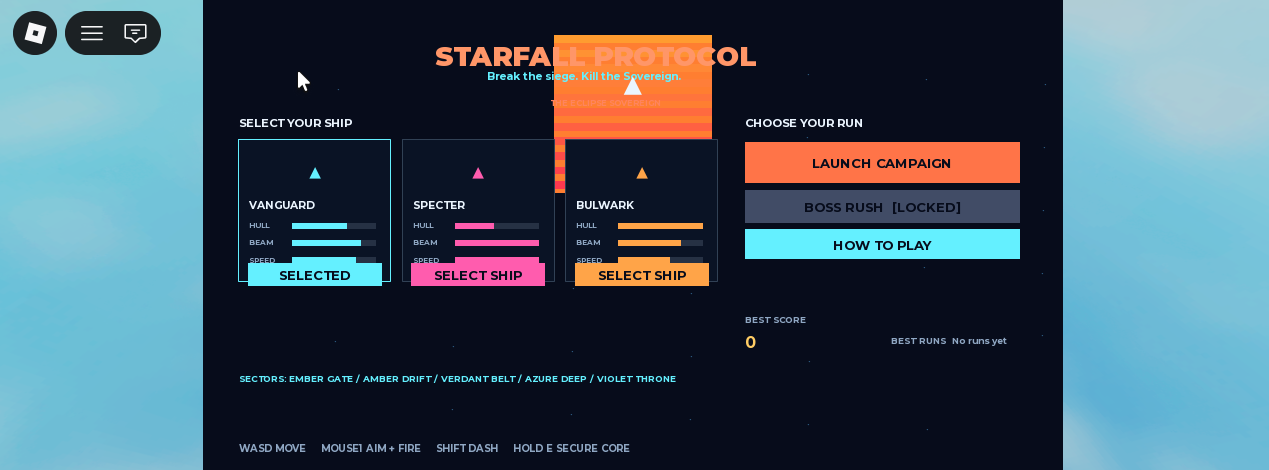 STARFALL PROTOCOL
Break the siege. Kill the Sovereign.
THE ECLIPSE SOVEREIGN
SELECT YOUR SHIP
CHOOSE YOUR RUN
VANGUARD
HULL
BEAM
SPEED
SELECTED
SPECTER
HULL
BEAM
SPEED
SELECT SHIP
BULWARK
HULL
BEAM
SPEED
SELECT SHIP
LAUNCH CAMPAIGN
BOSS RUSH [LOCKED]
HOW TO PLAY
BEST SCORE
0
BEST RUNS No runs yet
SECTORS: EMBER GATE / AMBER DRIFT / VERDANT BELT / AZURE DEEP / VIOLET THRONE
WASD MOVE MOUSE1 AIM + FIRE SHIFT DASH HOLD E SECURE CORE